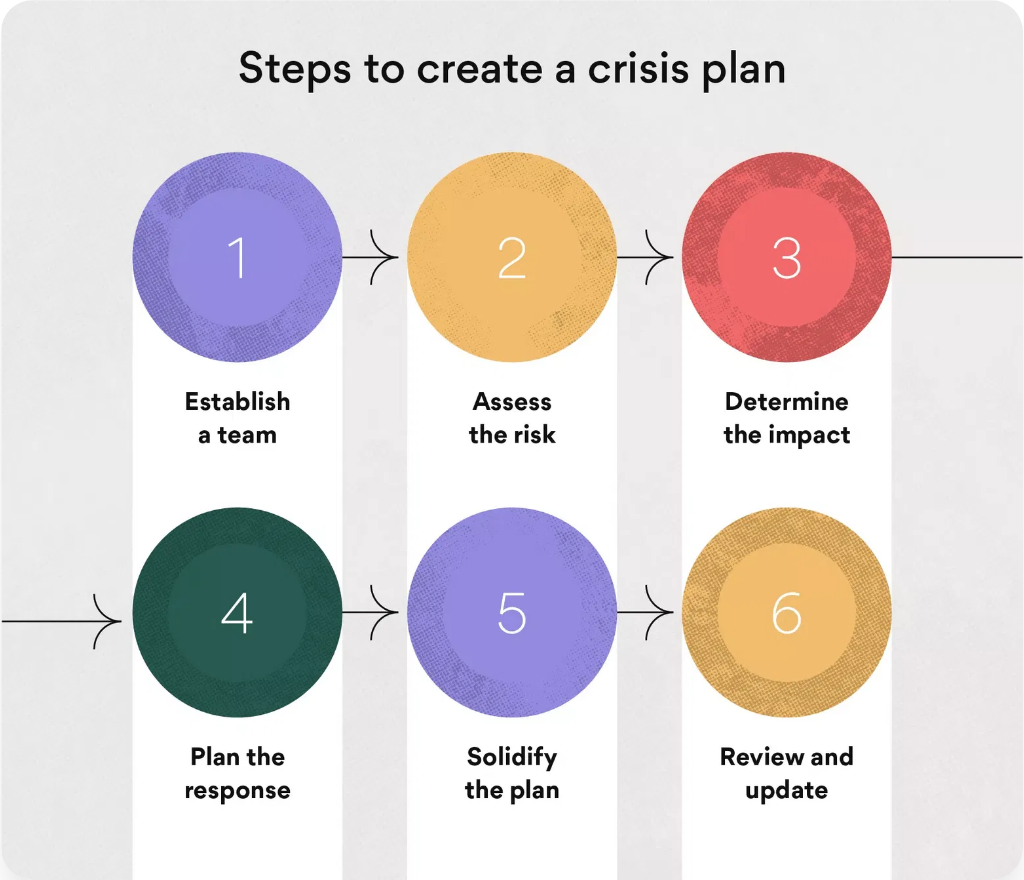 Steps to create a crisis plan
1
2
3
Establish
a team
Assess
the risk
Determine
the impact
4
5
6
Plan the
response
Solidify
the plan
Review and
update